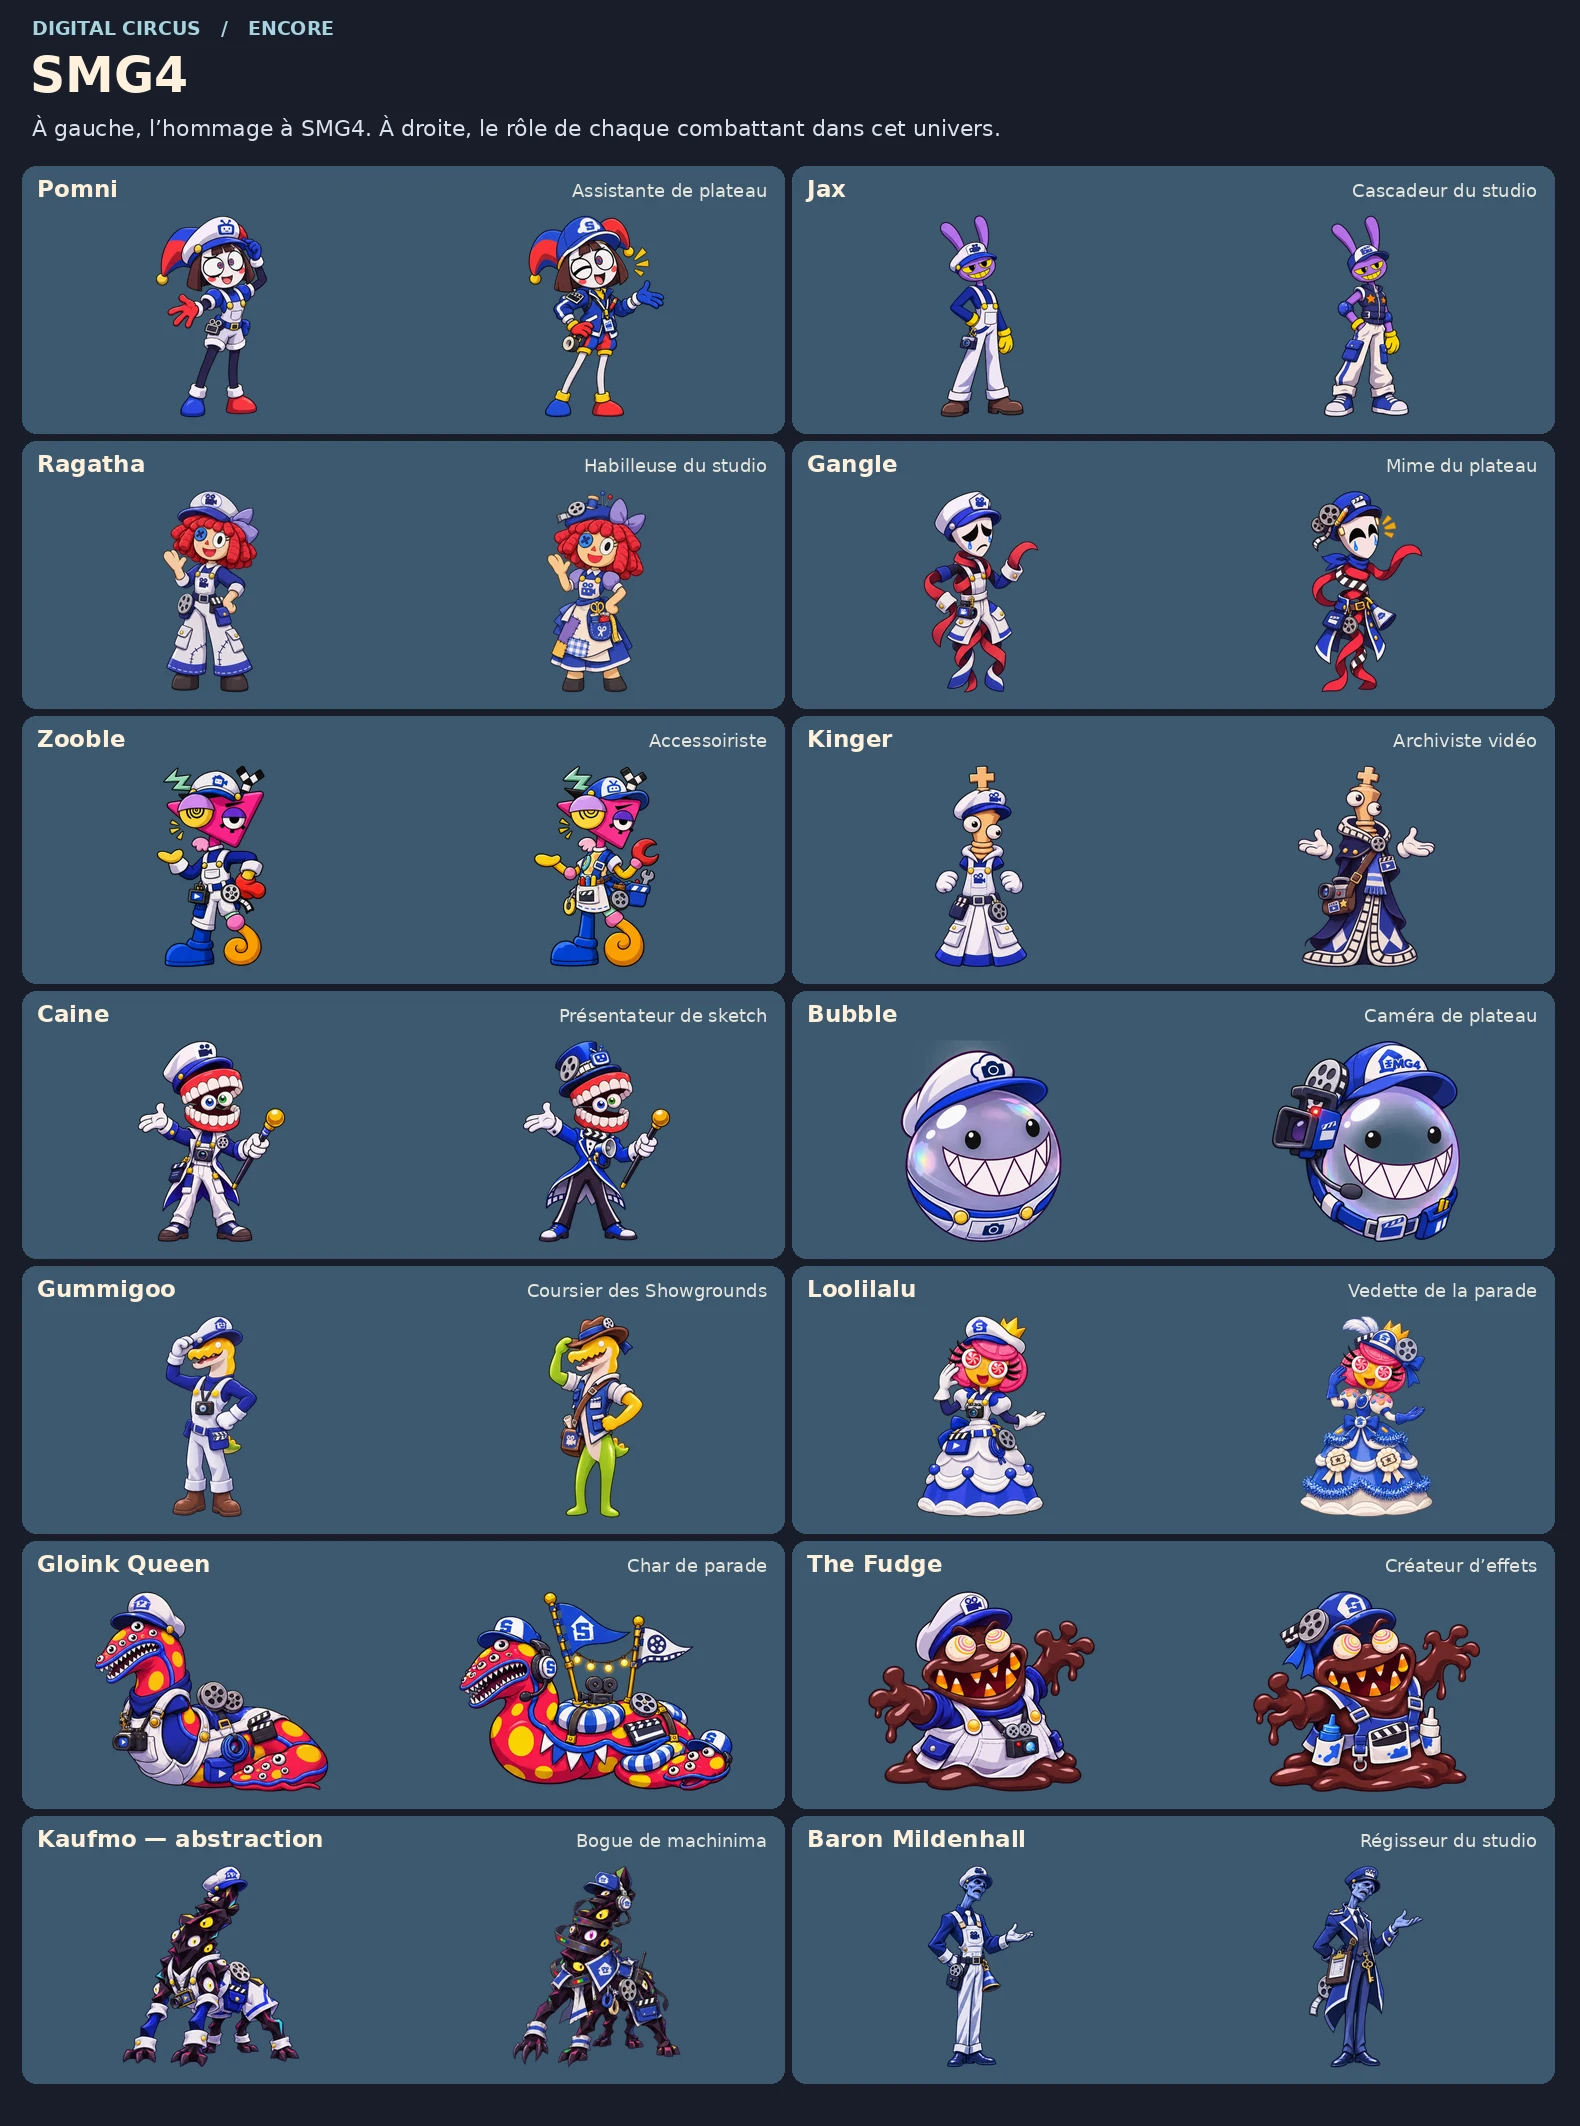 DIGITAL CIRCUS / ENCORE
SMG4
À gauche, l’hommage à SMG4. À droite, le rôle de chaque combattant dans cet univers.
Pomni
Assistante de plateau
S
Jax
Cascadeur du studio
Ragatha
Habilleuse du studio
Gangle
Mime du plateau
Zooble
Accessoiriste
Kinger
Archiviste vidéo
Caine
Présentateur de sketch
Bubble
Caméra de plateau
SMG4
Gummigoo
Coursier des Showgrounds
Loolilalu
Vedette de la parade
S
S
Gloink Queen
Char de parade
S
S
S
S
The Fudge
Créateur d’effets
S
Kaufmo — abstraction
Bogue de machinima
Baron Mildenhall
Régisseur du studio